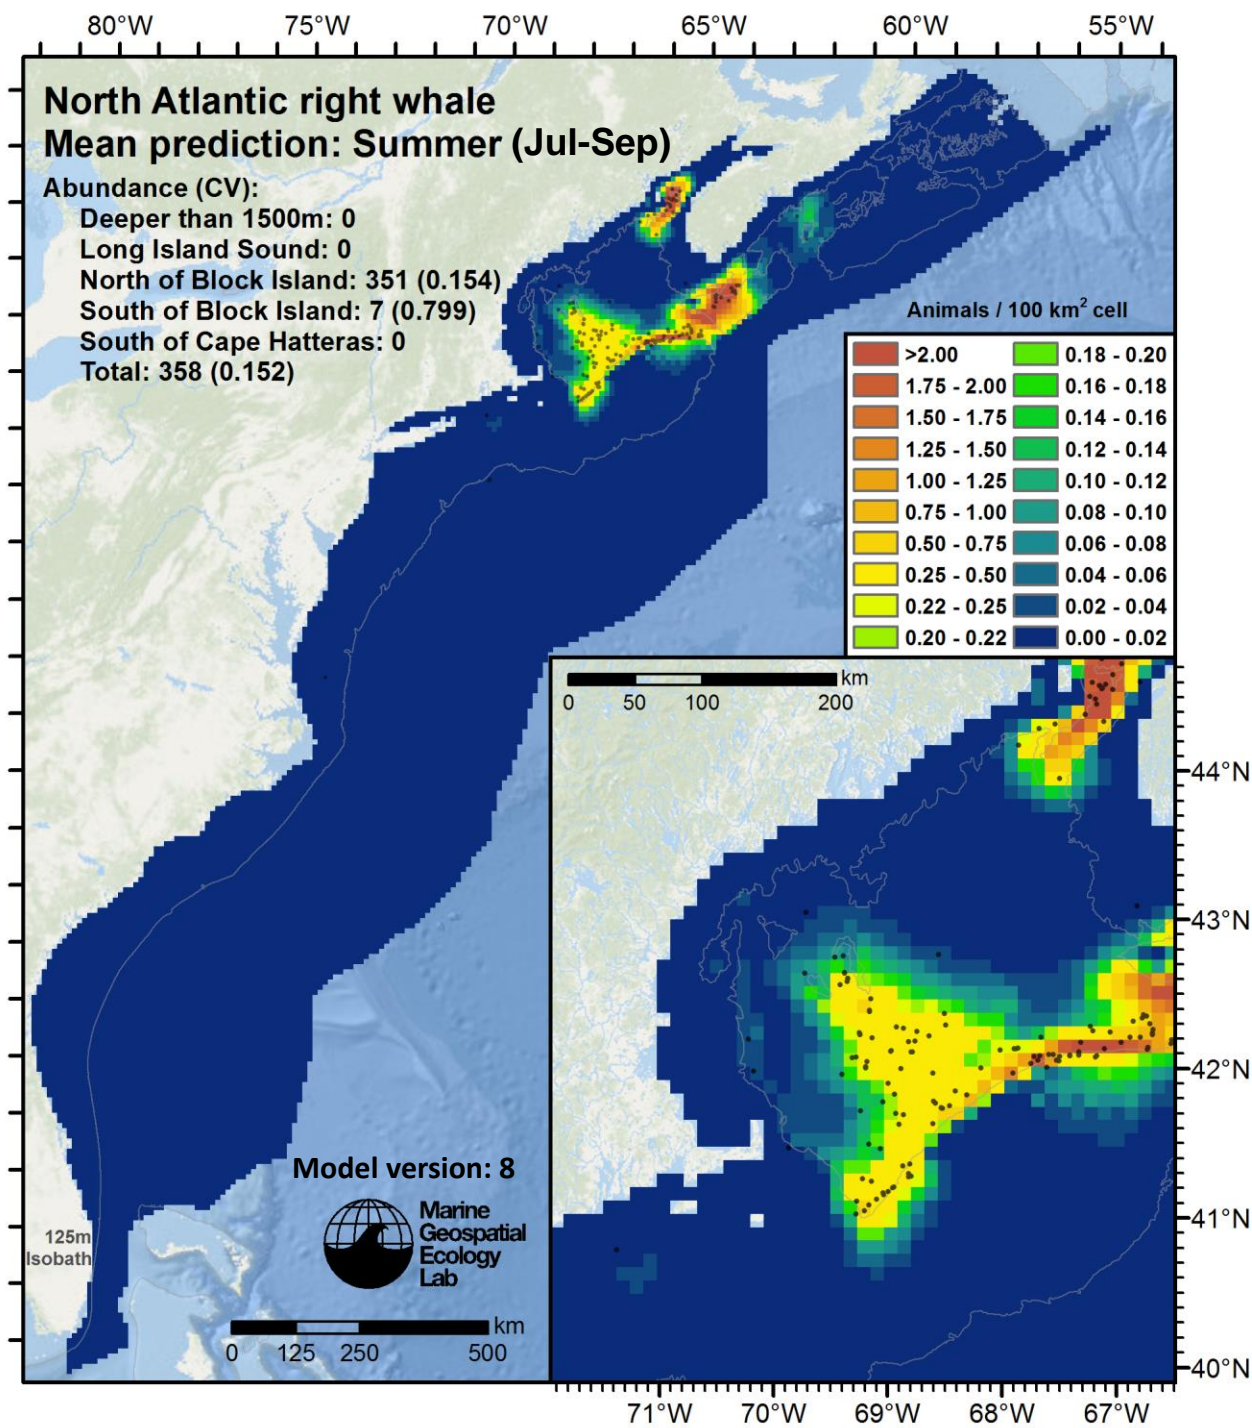 80°W 75°W 70°W 65°W 60°W 55°W
North Atlantic right whale
Mean prediction: Summer (Jul-Sep)
Abundance (CV):
Deeper than 1500m: 0
Long Island Sound: 0
North of Block Island: 351 (0.154)
South of Block Island: 7 (0.799)
South of Cape Hatteras: 0
Total: 358 (0.152)
Animals / 100 km² cell
>2.00 0.18 - 0.20
1.75 - 2.00 0.16 - 0.18
1.50 - 1.75 0.14 - 0.16
1.25 - 1.50 0.12 - 0.14
1.00 - 1.25 0.10 - 0.12
0.75 - 1.00 0.08 - 0.10
0.50 - 0.75 0.06 - 0.08
0.25 - 0.50 0.04 - 0.06
0.22 - 0.25 0.02 - 0.04
0.20 - 0.22 0.00 - 0.02
km
0 50 100 200
44°N
43°N
42°N
41°N
40°N
71°W 70°W 69°W 68°W 67°W
Model version: 8
Marine
Geospatial
Ecology
Lab
125m
Isobath
km
0 125 250 500